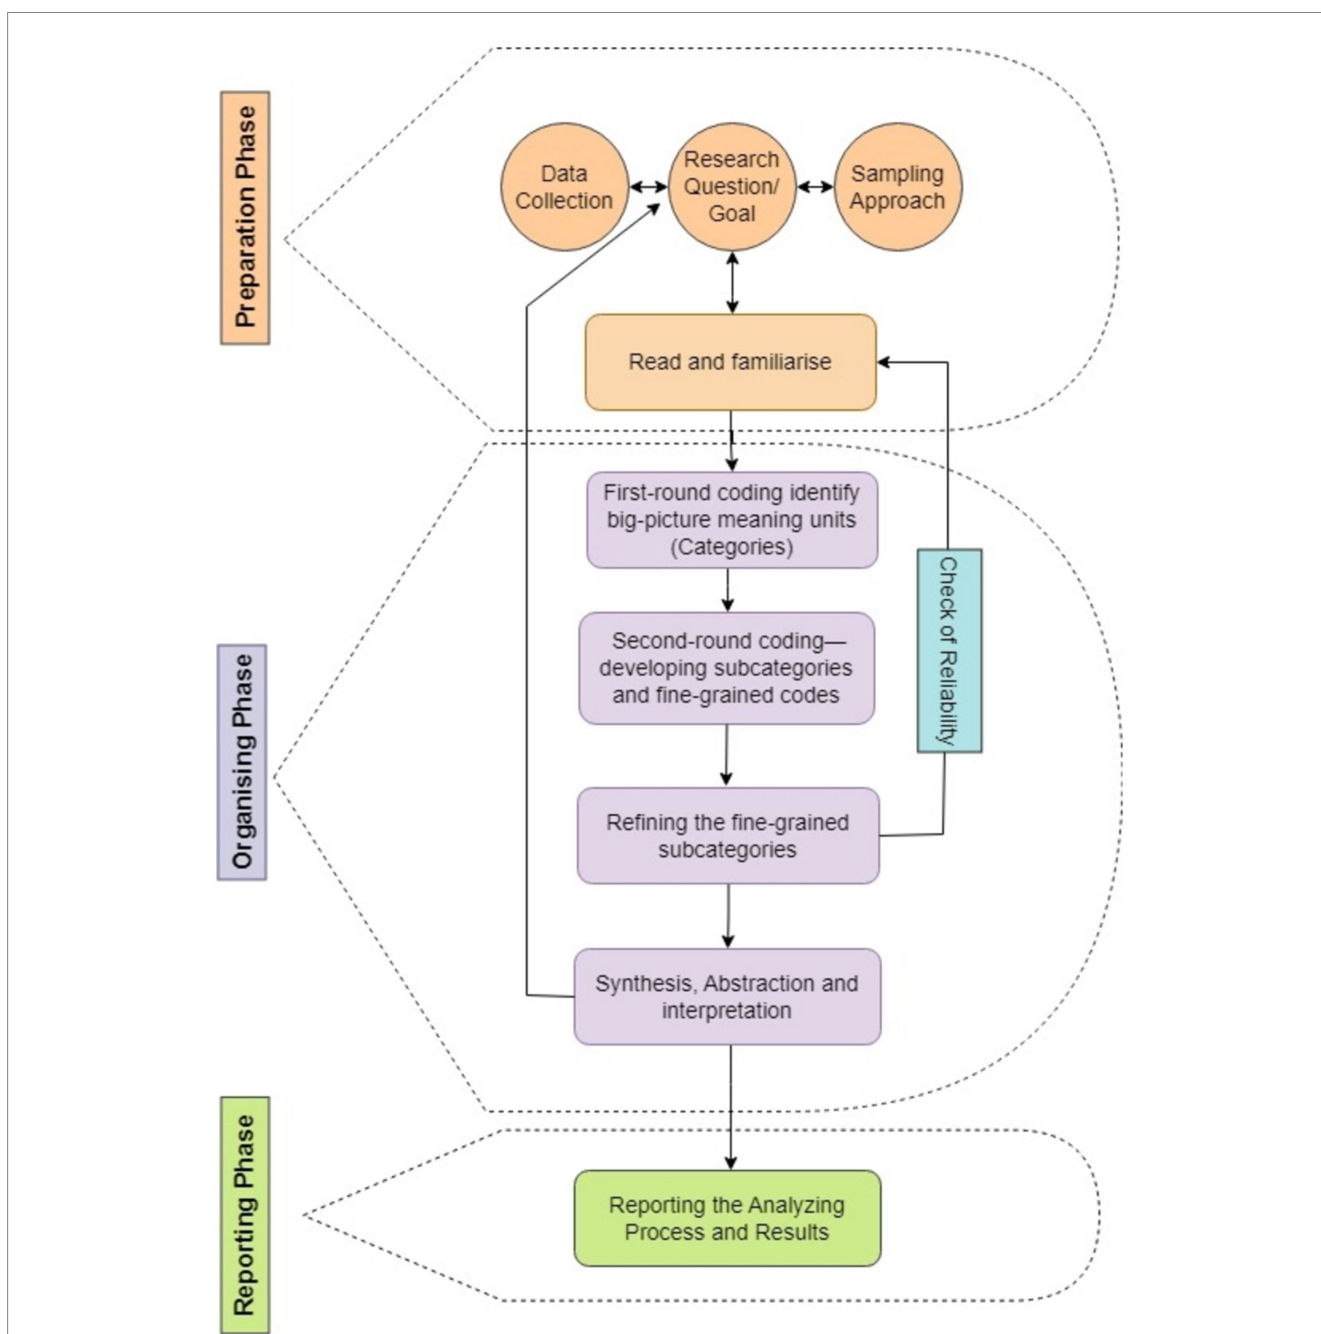 Preparation Phase
Data
Collection
Research
Question/
Goal
Sampling
Approach
Read and familiarise
Organising Phase
First-round coding identify
big-picture meaning units
(Categories)
Second-round coding—
developing subcategories
and fine-grained codes
Check of Reliability
Refining the fine-grained
subcategories
Synthesis, Abstraction and
interpretation
Reporting Phase
Reporting the Analyzing
Process and Results